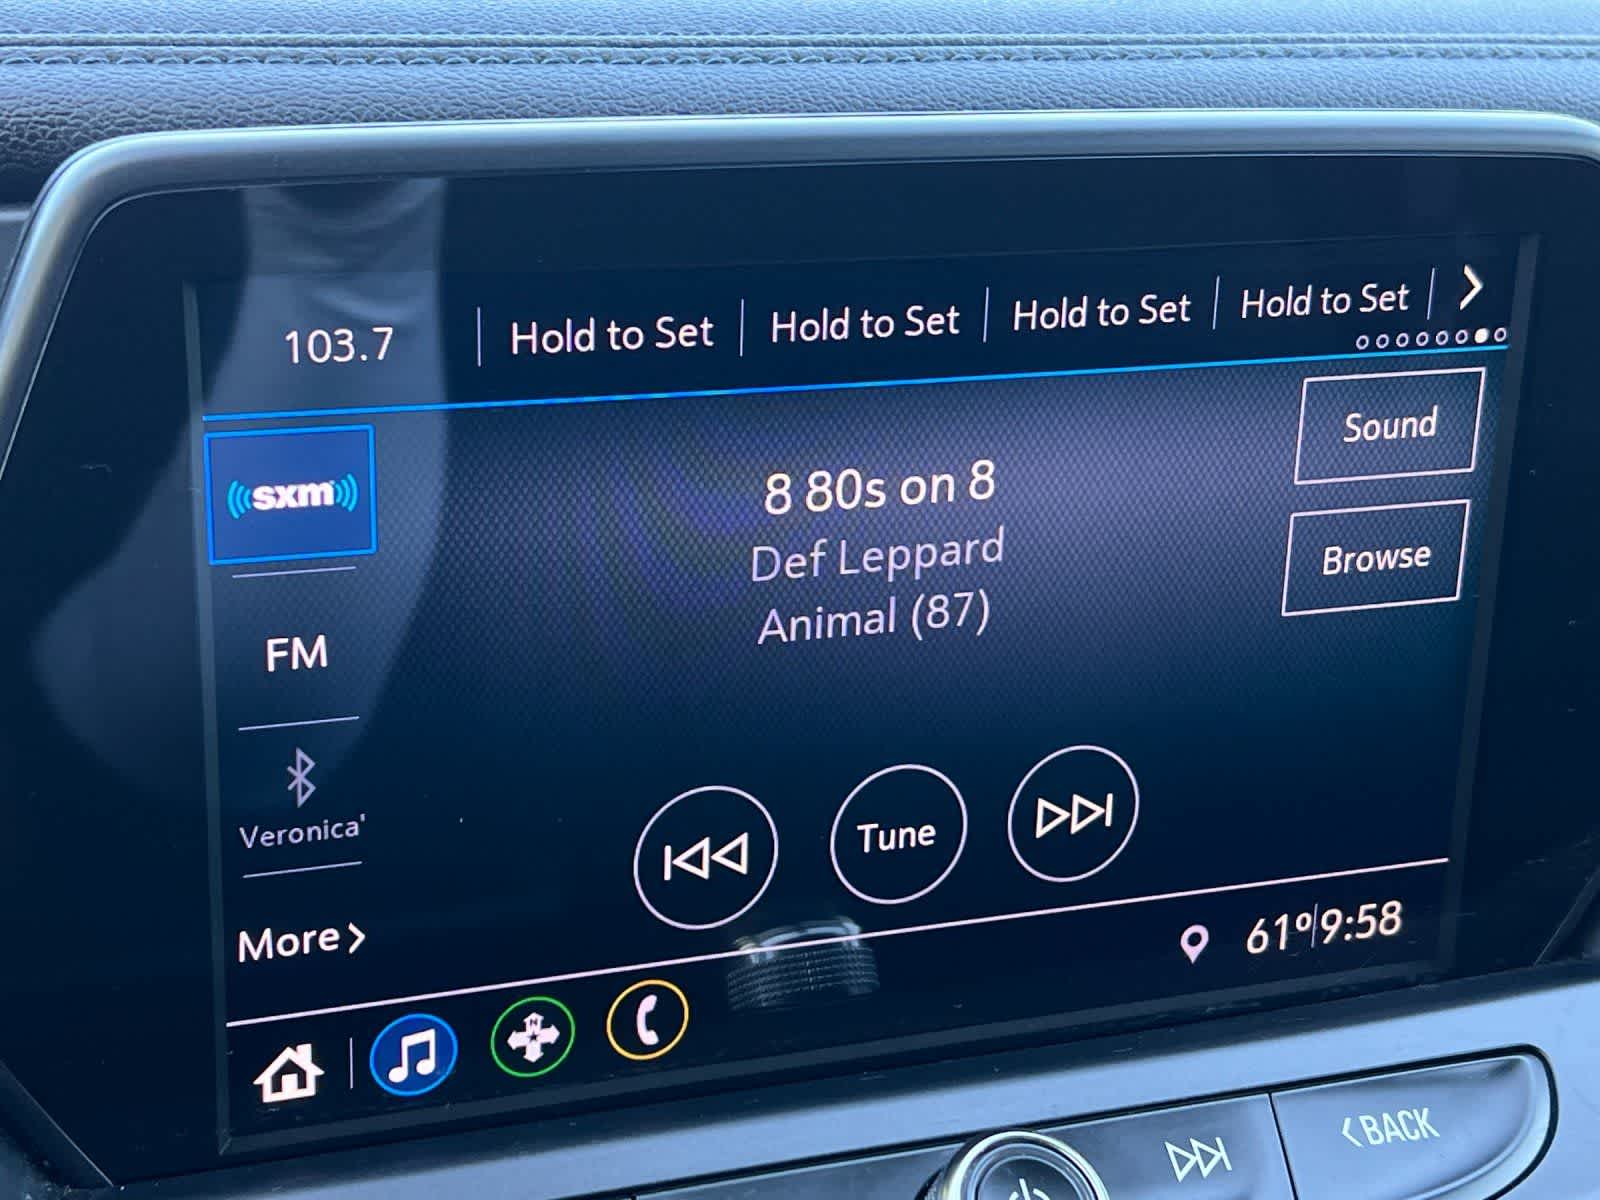 103.7 Hold to Set Hold to Set Hold to Set Hold to Set
sxm
8 80s on 8
Def Leppard
Animal (87)
Sound
Browse
FM
Veronica'
Tune
More
61° 9:58
N
BACK